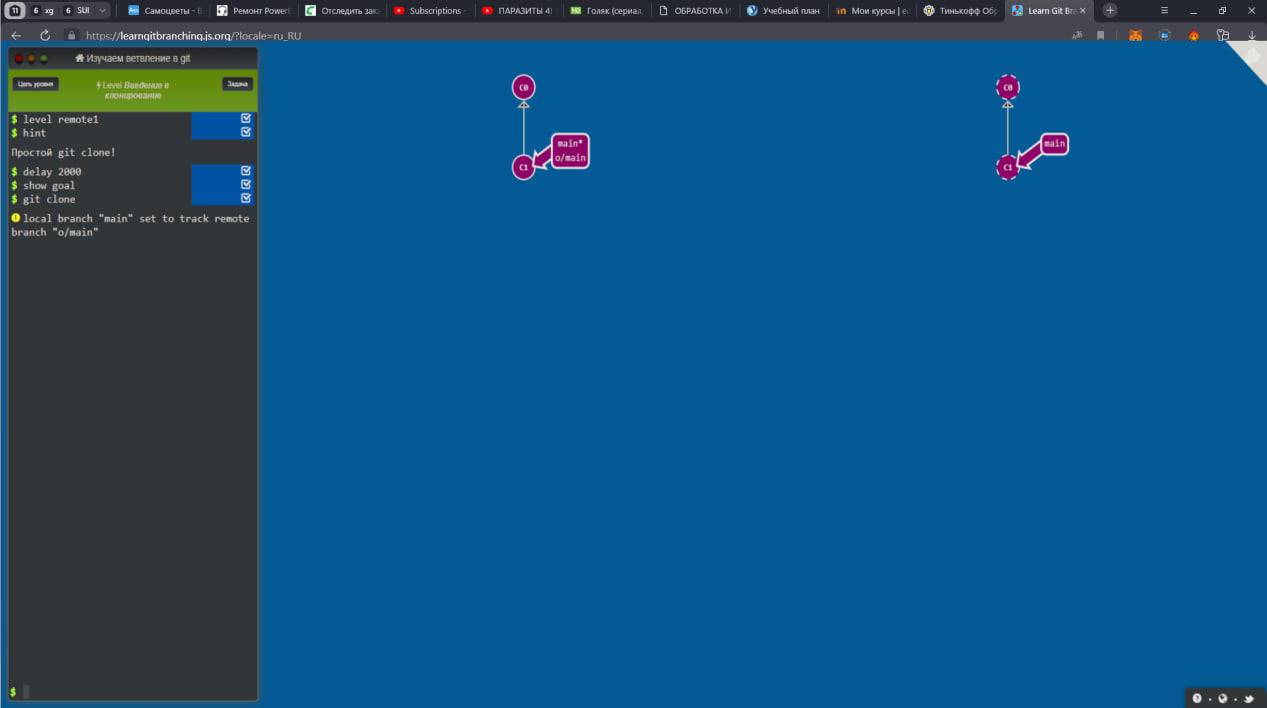 11
6 xg
6 SUI
Самоцветы - В
Ремонт Power
Отследить зак
Subscriptions -
ПАРАЗИТЫ 4
Голяк (сериал,
ОБРАБОТКА И
Учебный план
Мои курсы | ec
Тинькофф Обр
Learn Git Bra
https://learngitbranching.js.org/?locale=ru_RU
Изучаем ветвление в git
Цель уровня
Level Введение в
клонирование
Задача
$ level remote1
$ hint
Простой git clone!
$ delay 2000
$ show goal
$ git clone
local branch "main" set to track remote
branch "o/main"
$
C0
main*
o/main
C1
C0
main
C1